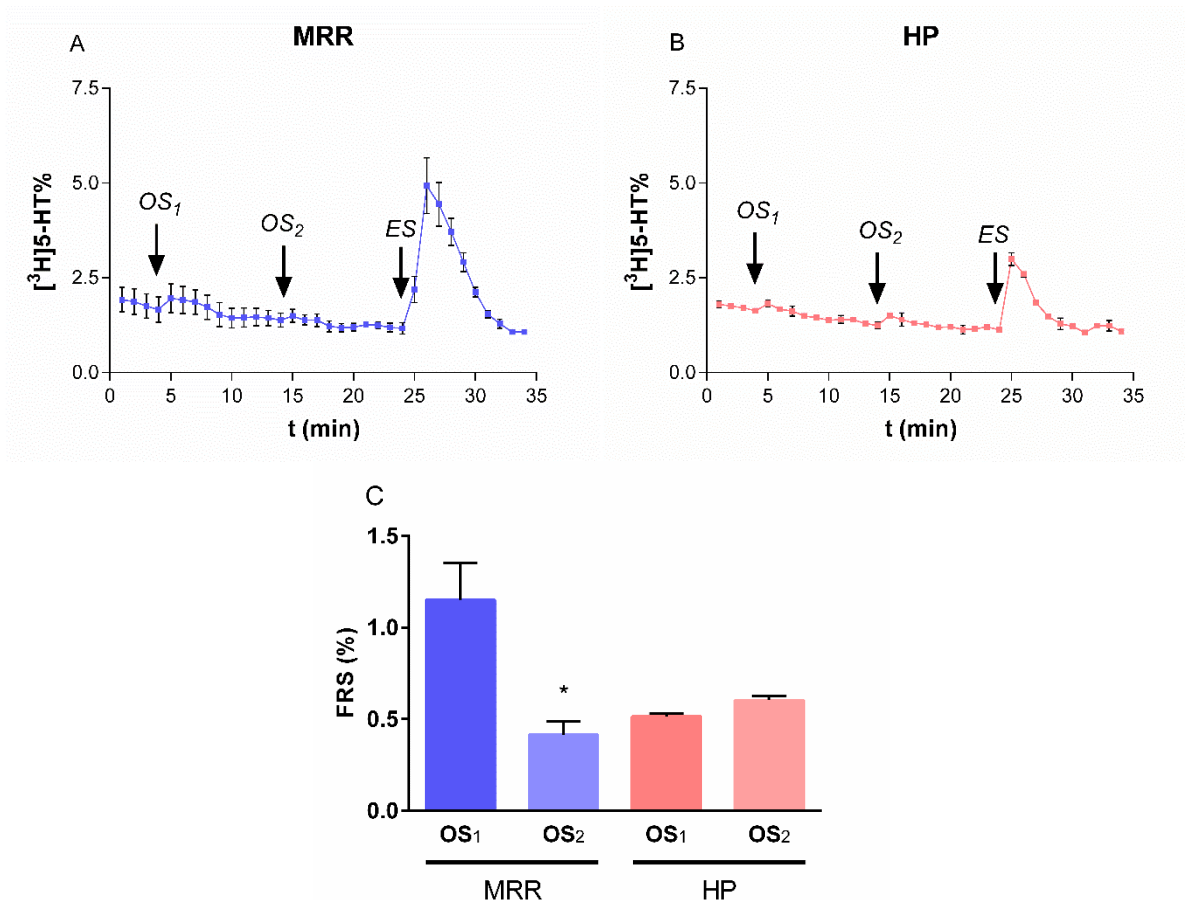 A
MRR
7.5
5.0
2.5
0.0
[³H]5-HT%
OS₁
OS₂
ES
0 5 10 15 20 25 30 35
t (min)
B
HP
7.5
5.0
2.5
0.0
[³H]5-HT%
OS₁
OS₂
ES
0 5 10 15 20 25 30 35
t (min)
C
1.5
1.0
0.5
0.0
FRS (%)
*
OS₁ OS₂ OS₁ OS₂
MRR HP